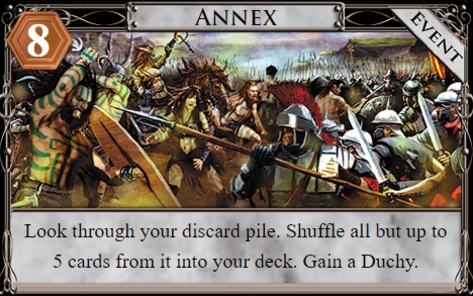 ANNEX
8
EVENT
Look through your discard pile. Shuffle all but up to
5 cards from it into your deck. Gain a Duchy.